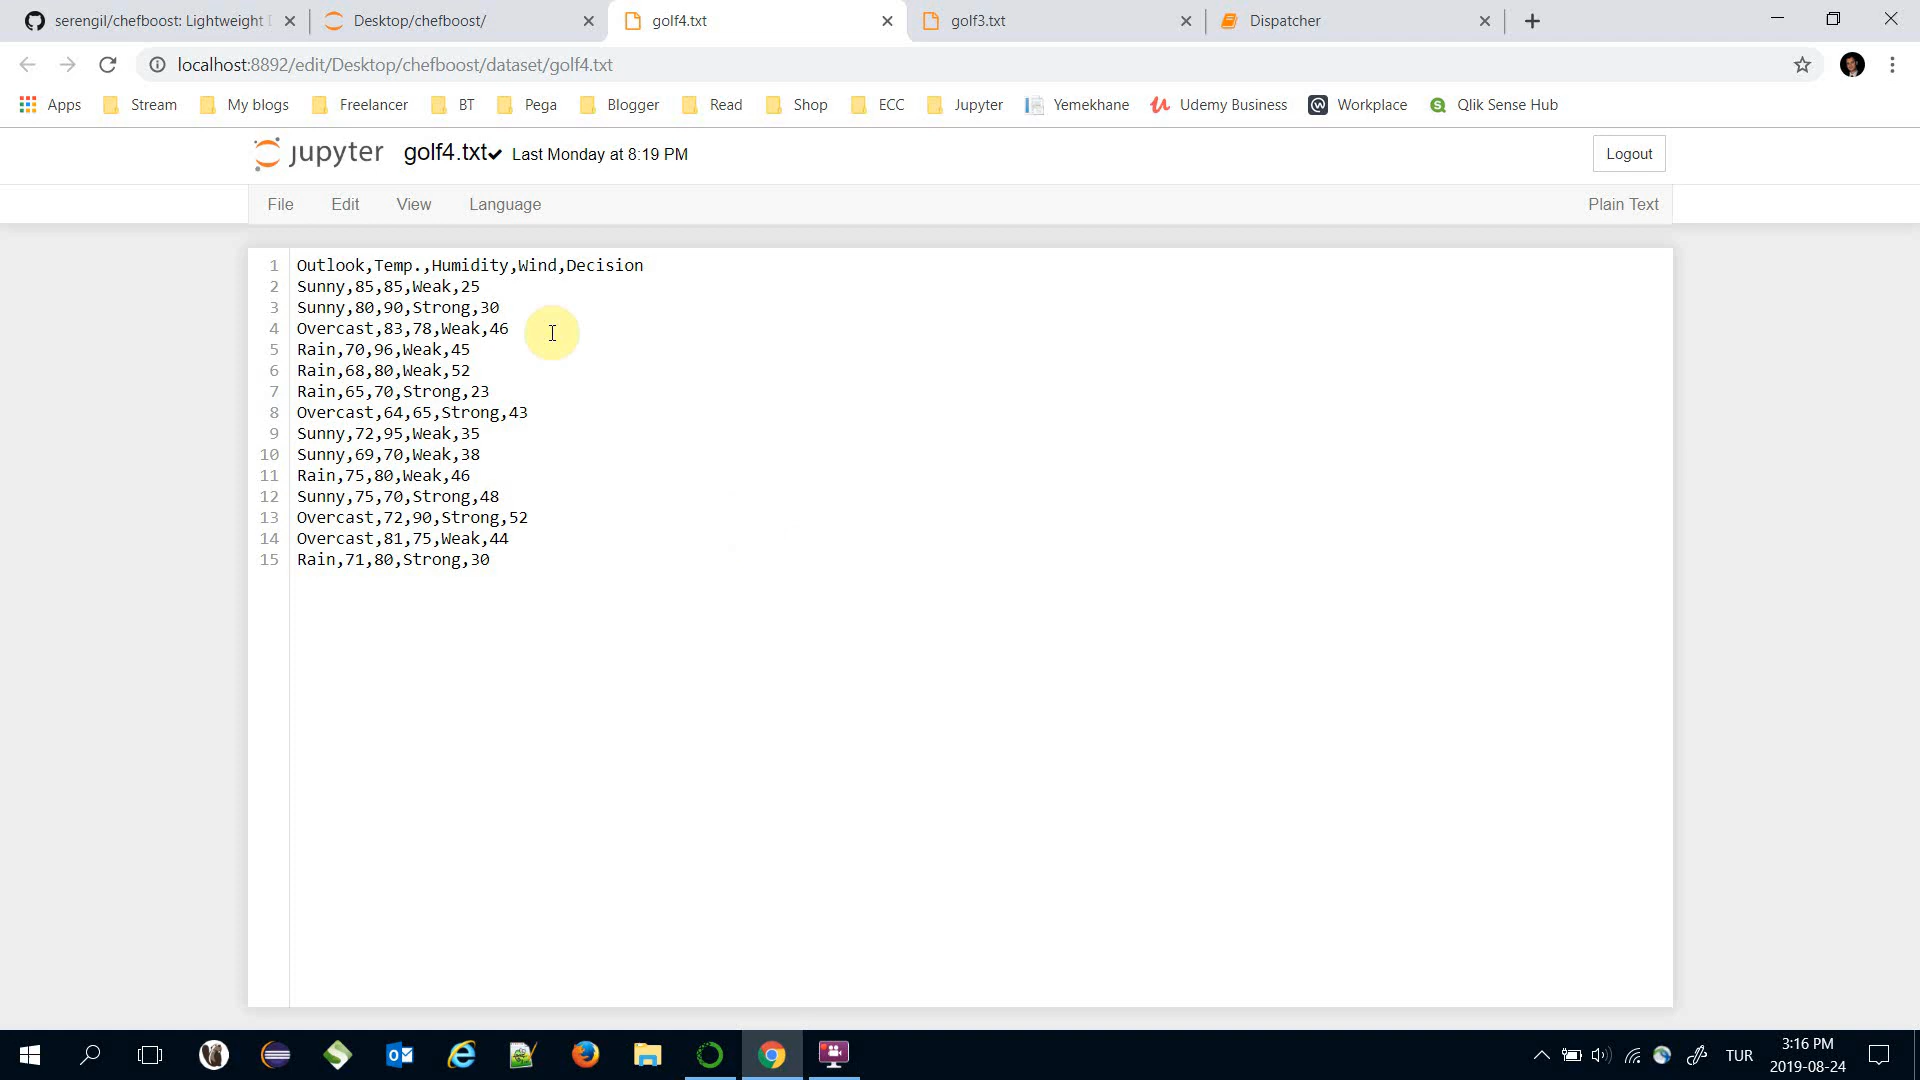 serengil/chefboost: Lightweight
Desktop/chefboost/
golf4.txt
golf3.txt
Dispatcher
localhost:8892/edit/Desktop/chefboost/dataset/golf4.txt
Apps
Stream
My blogs
Freelancer
BT
Pega
Blogger
Read
Shop
ECC
Jupyter
Yemekhane
Udemy Business
Workplace
Qlik Sense Hub
jupyter
golf4.txt
Last Monday at 8:19 PM
Logout
File
Edit
View
Language
Plain Text
1 Outlook,Temp.,Humidity,Wind,Decision
2 Sunny,85,85,Weak,25
3 Sunny,80,90,Strong,30
4 Overcast,83,78,Weak,46
5 Rain,70,96,Weak,45
6 Rain,68,80,Weak,52
7 Rain,65,70,Strong,23
8 Overcast,64,65,Strong,43
9 Sunny,72,95,Weak,35
10 Sunny,69,70,Weak,38
11 Rain,75,80,Weak,46
12 Sunny,75,70,Strong,48
13 Overcast,72,90,Strong,52
14 Overcast,81,75,Weak,44
15 Rain,71,80,Strong,30
TUR
3:16 PM
2019-08-24